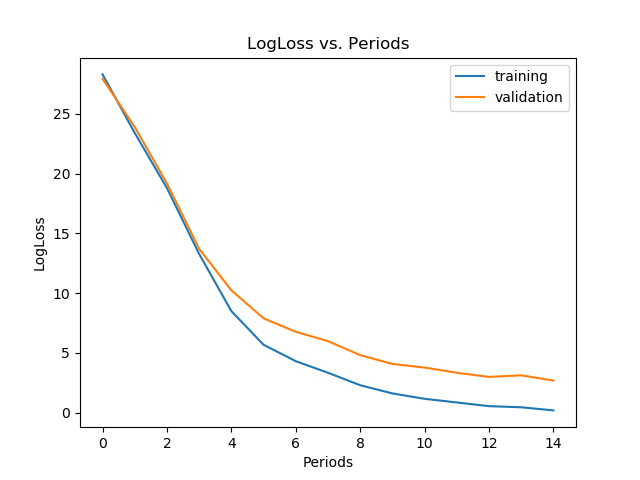 LogLoss vs. Periods
training
validation
LogLoss
25
20
15
10
5
0
0 2 4 6 8 10 12 14
Periods